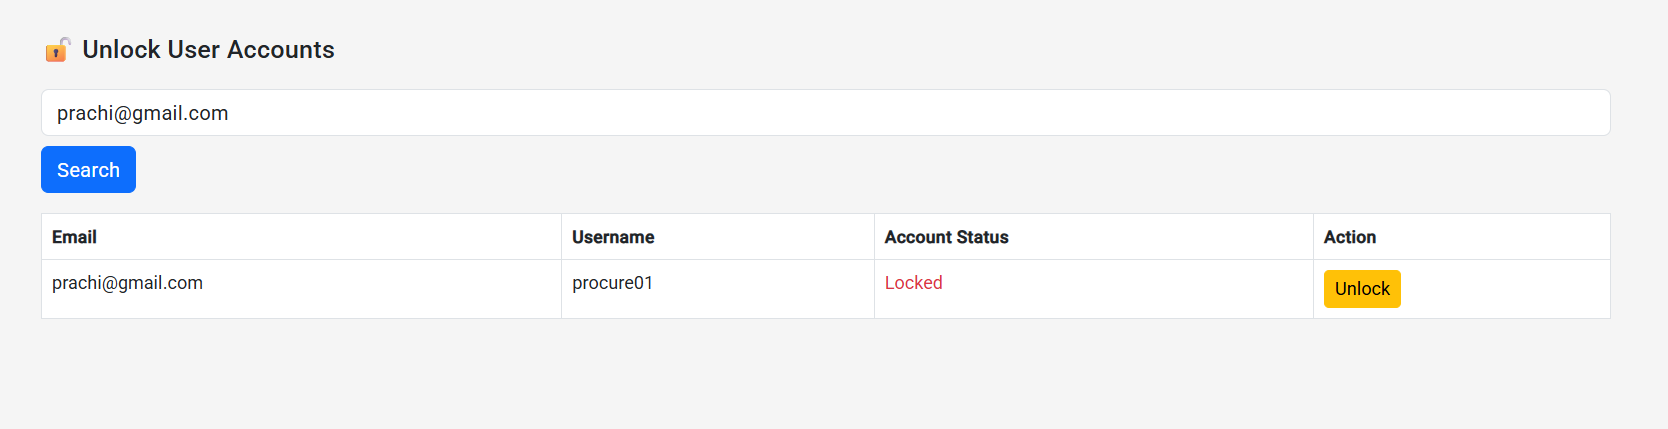 Unlock User Accounts
prachi@gmail.com
Search
Email Username Account Status Action
prachi@gmail.com procure01 Locked Unlock